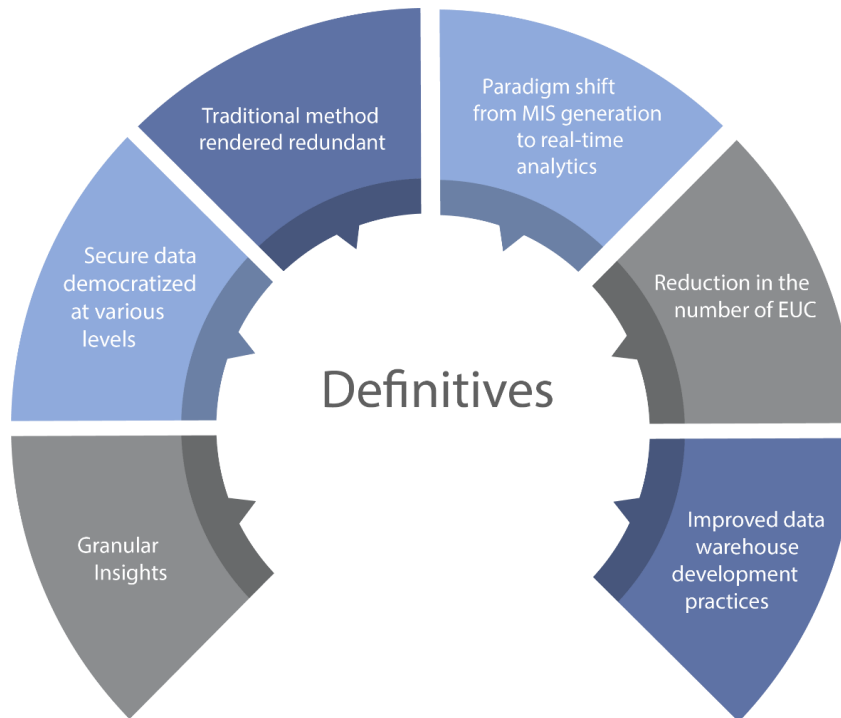 Traditional method
rendered redundant
Paradigm shift
from MIS generation
to real-time
analytics
Secure data
democratized
at various
levels
Reduction in the
number of EUC
Definitives
Granular
Insights
Improved data
warehouse
development
practices